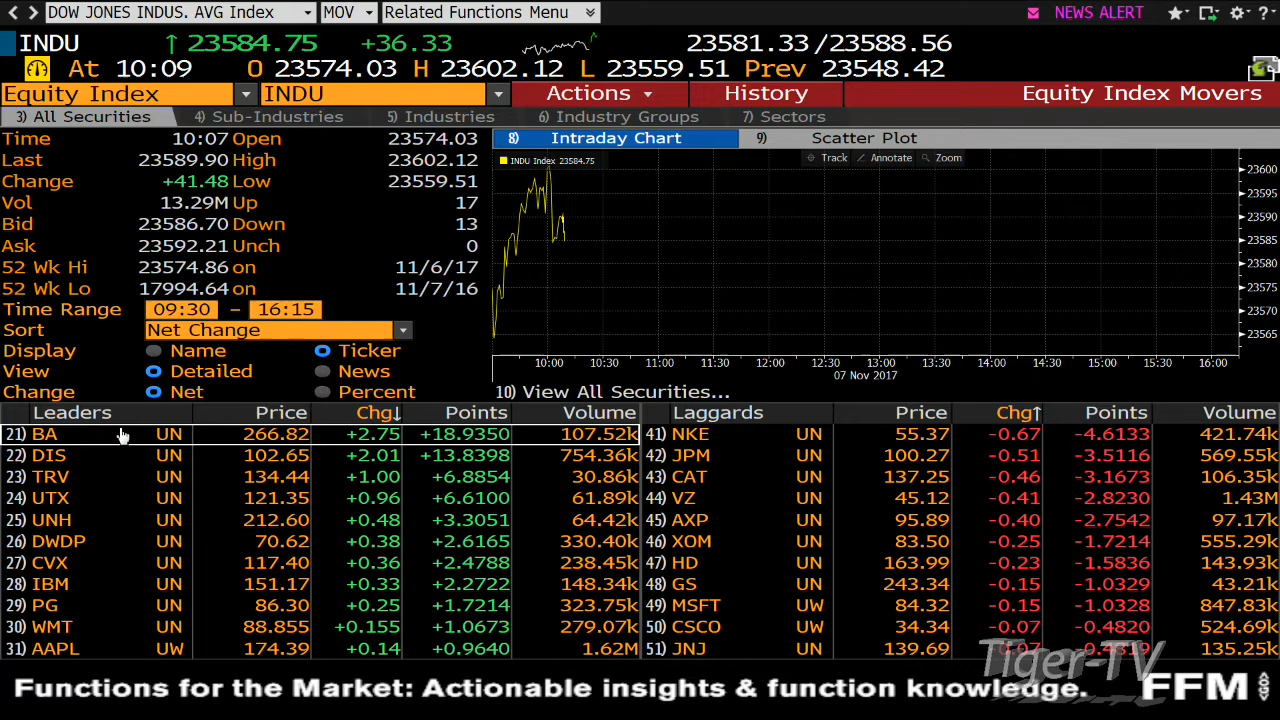 DOW JONES INDUS. AVG Index MOV Related Functions Menu NEWS ALERT
INDU ↑ 23584.75 +36.33 23581.33/23588.56
At 10:09 O 23574.03 H 23602.12 L 23559.51 Prev 23548.42
Equity Index INDU Actions History Equity Index Movers
3) All Securities 4) Sub-Industries 5) Industries 6) Industry Groups 7) Sectors
Time 10:07 Open 23574.03
Last 23589.90 High 23602.12
Change +41.48 Low 23559.51
Vol 13.29M Up 17
Bid 23586.70 Down 13
Ask 23592.21 Unch 0
52 Wk Hi 23574.86 on 11/6/17
52 Wk Lo 17994.64 on 11/7/16
Time Range 09:30 - 16:15
Sort Net Change
Display Name Ticker
View Detailed News
Change Net Percent
8) Intraday Chart 9) Scatter Plot
INDU Index 23584.75 Track Annotate Zoom
23600
23595
23590
23585
23580
23575
23570
23565
10:00 10:30 11:00 11:30 12:00 12:30 13:00 13:30 14:00 14:30 15:00 15:30 16:00
07 Nov 2017
10) View All Securities...
Leaders Price Chg↓ Points Volume Laggards Price Chg↑ Points Volume
21) BA UN 266.82 +2.75 +18.9350 107.52k 41) NKE UN 55.37 -0.67 -4.6133 421.74k
22) DIS UN 102.65 +2.01 +13.8398 754.36k 42) JPM UN 100.27 -0.51 -3.5116 569.55k
23) TRV UN 134.44 +1.00 +6.8854 30.86k 43) CAT UN 137.25 -0.46 -3.1673 106.35k
24) UTX UN 121.35 +0.96 +6.6100 61.89k 44) VZ UN 45.12 -0.41 -2.8230 1.43M
25) UNH UN 212.60 +0.48 +3.3051 64.42k 45) AXP UN 95.89 -0.40 -2.7542 97.17k
26) DWDP UN 70.62 +0.38 +2.6165 330.40k 46) XOM UN 83.50 -0.25 -1.7214 555.29k
27) CVX UN 117.40 +0.36 +2.4788 238.45k 47) HD UN 163.99 -0.23 -1.5836 143.93k
28) IBM UN 151.17 +0.33 +2.2722 148.34k 48) GS UN 243.34 -0.15 -1.0329 43.21k
29) PG UN 86.30 +0.25 +1.7214 323.75k 49) MSFT UW 84.32 -0.15 -1.0328 847.83k
30) WMT UN 88.855 +0.155 +1.0673 279.07k 50) CSCO UW 34.34 -0.07 -0.4820 524.69k
31) AAPL UW 174.39 +0.14 +0.9640 1.62M 51) JNJ UN 139.69 -0.07 -0.4819 135.25k
Tiger-TV
Functions for the Market: Actionable insights & function knowledge. FFM